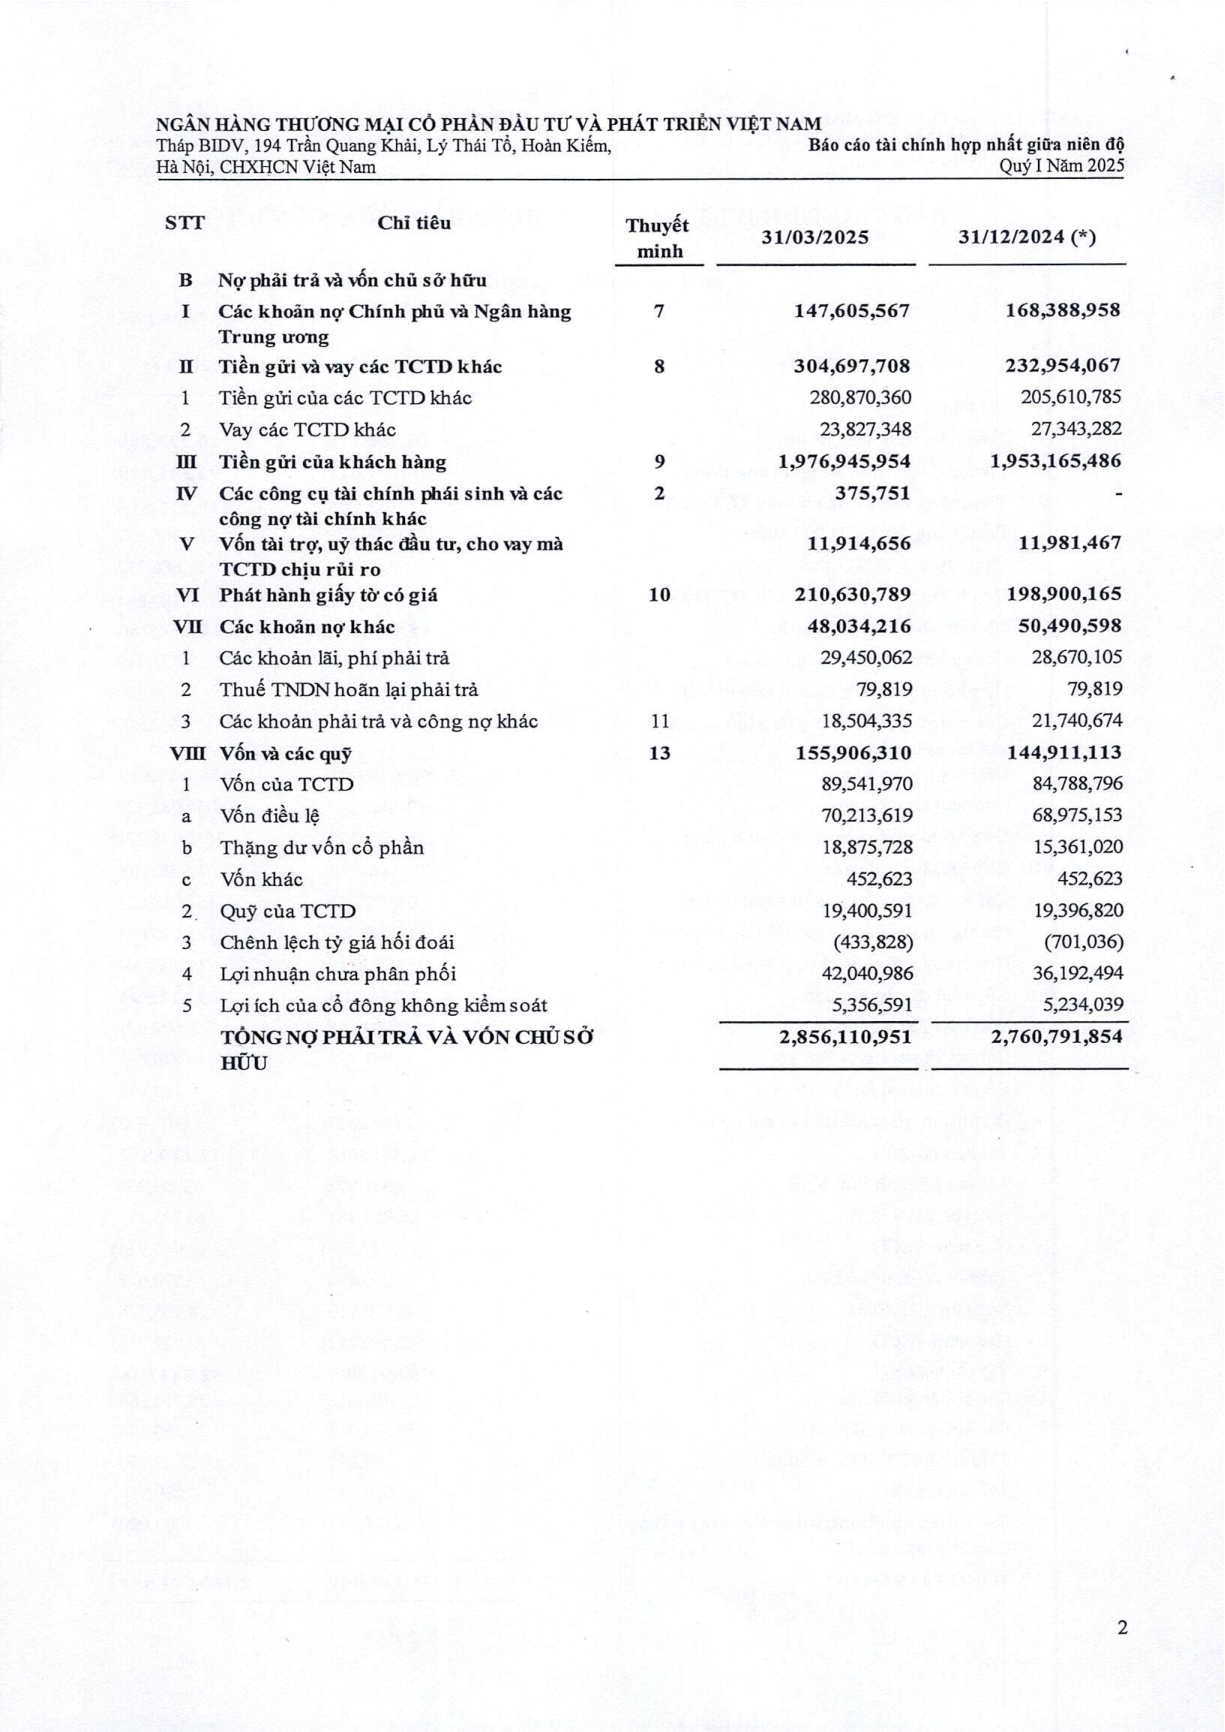 NGÂN HÀNG THƯƠNG MẠI CỔ PHẦN ĐẦU TƯ VÀ PHÁT TRIỂN VIỆT NAM
Tháp BIDV, 194 Trần Quang Khải, Lý Thái Tổ, Hoàn Kiếm, Báo cáo tài chính hợp nhất giữa niên độ
Hà Nội, CHXHCN Việt Nam Quý I Năm 2025
STT Chỉ tiêu Thuyết minh 31/03/2025 31/12/2024 (*)
B Nợ phải trả và vốn chủ sở hữu
I Các khoản nợ Chính phủ và Ngân hàng 7 147,605,567 168,388,958
Trung ương
II Tiền gửi và vay các TCTD khác 8 304,697,708 232,954,067
1 Tiền gửi của các TCTD khác 280,870,360 205,610,785
2 Vay các TCTD khác 23,827,348 27,343,282
III Tiền gửi của khách hàng 9 1,976,945,954 1,953,165,486
IV Các công cụ tài chính phái sinh và các 2 375,751 -
công nợ tài chính khác
V Vốn tài trợ, uỷ thác đầu tư, cho vay mà 11,914,656 11,981,467
TCTD chịu rủi ro
VI Phát hành giấy tờ có giá 10 210,630,789 198,900,165
VII Các khoản nợ khác 48,034,216 50,490,598
1 Các khoản lãi, phí phải trả 29,450,062 28,670,105
2 Thuế TNDN hoãn lại phải trả 79,819 79,819
3 Các khoản phải trả và công nợ khác 11 18,504,335 21,740,674
VIII Vốn và các quỹ 13 155,906,310 144,911,113
1 Vốn của TCTD 89,541,970 84,788,796
a Vốn điều lệ 70,213,619 68,975,153
b Thặng dư vốn cổ phần 18,875,728 15,361,020
c Vốn khác 452,623 452,623
2 Quỹ của TCTD 19,400,591 19,396,820
3 Chênh lệch tỷ giá hối đoái (433,828) (701,036)
4 Lợi nhuận chưa phân phối 42,040,986 36,192,494
5 Lợi ích của cổ đông không kiểm soát 5,356,591 5,234,039
TỔNG NỢ PHẢI TRẢ VÀ VỐN CHỦ SỞ 2,856,110,951 2,760,791,854
HỮU
2